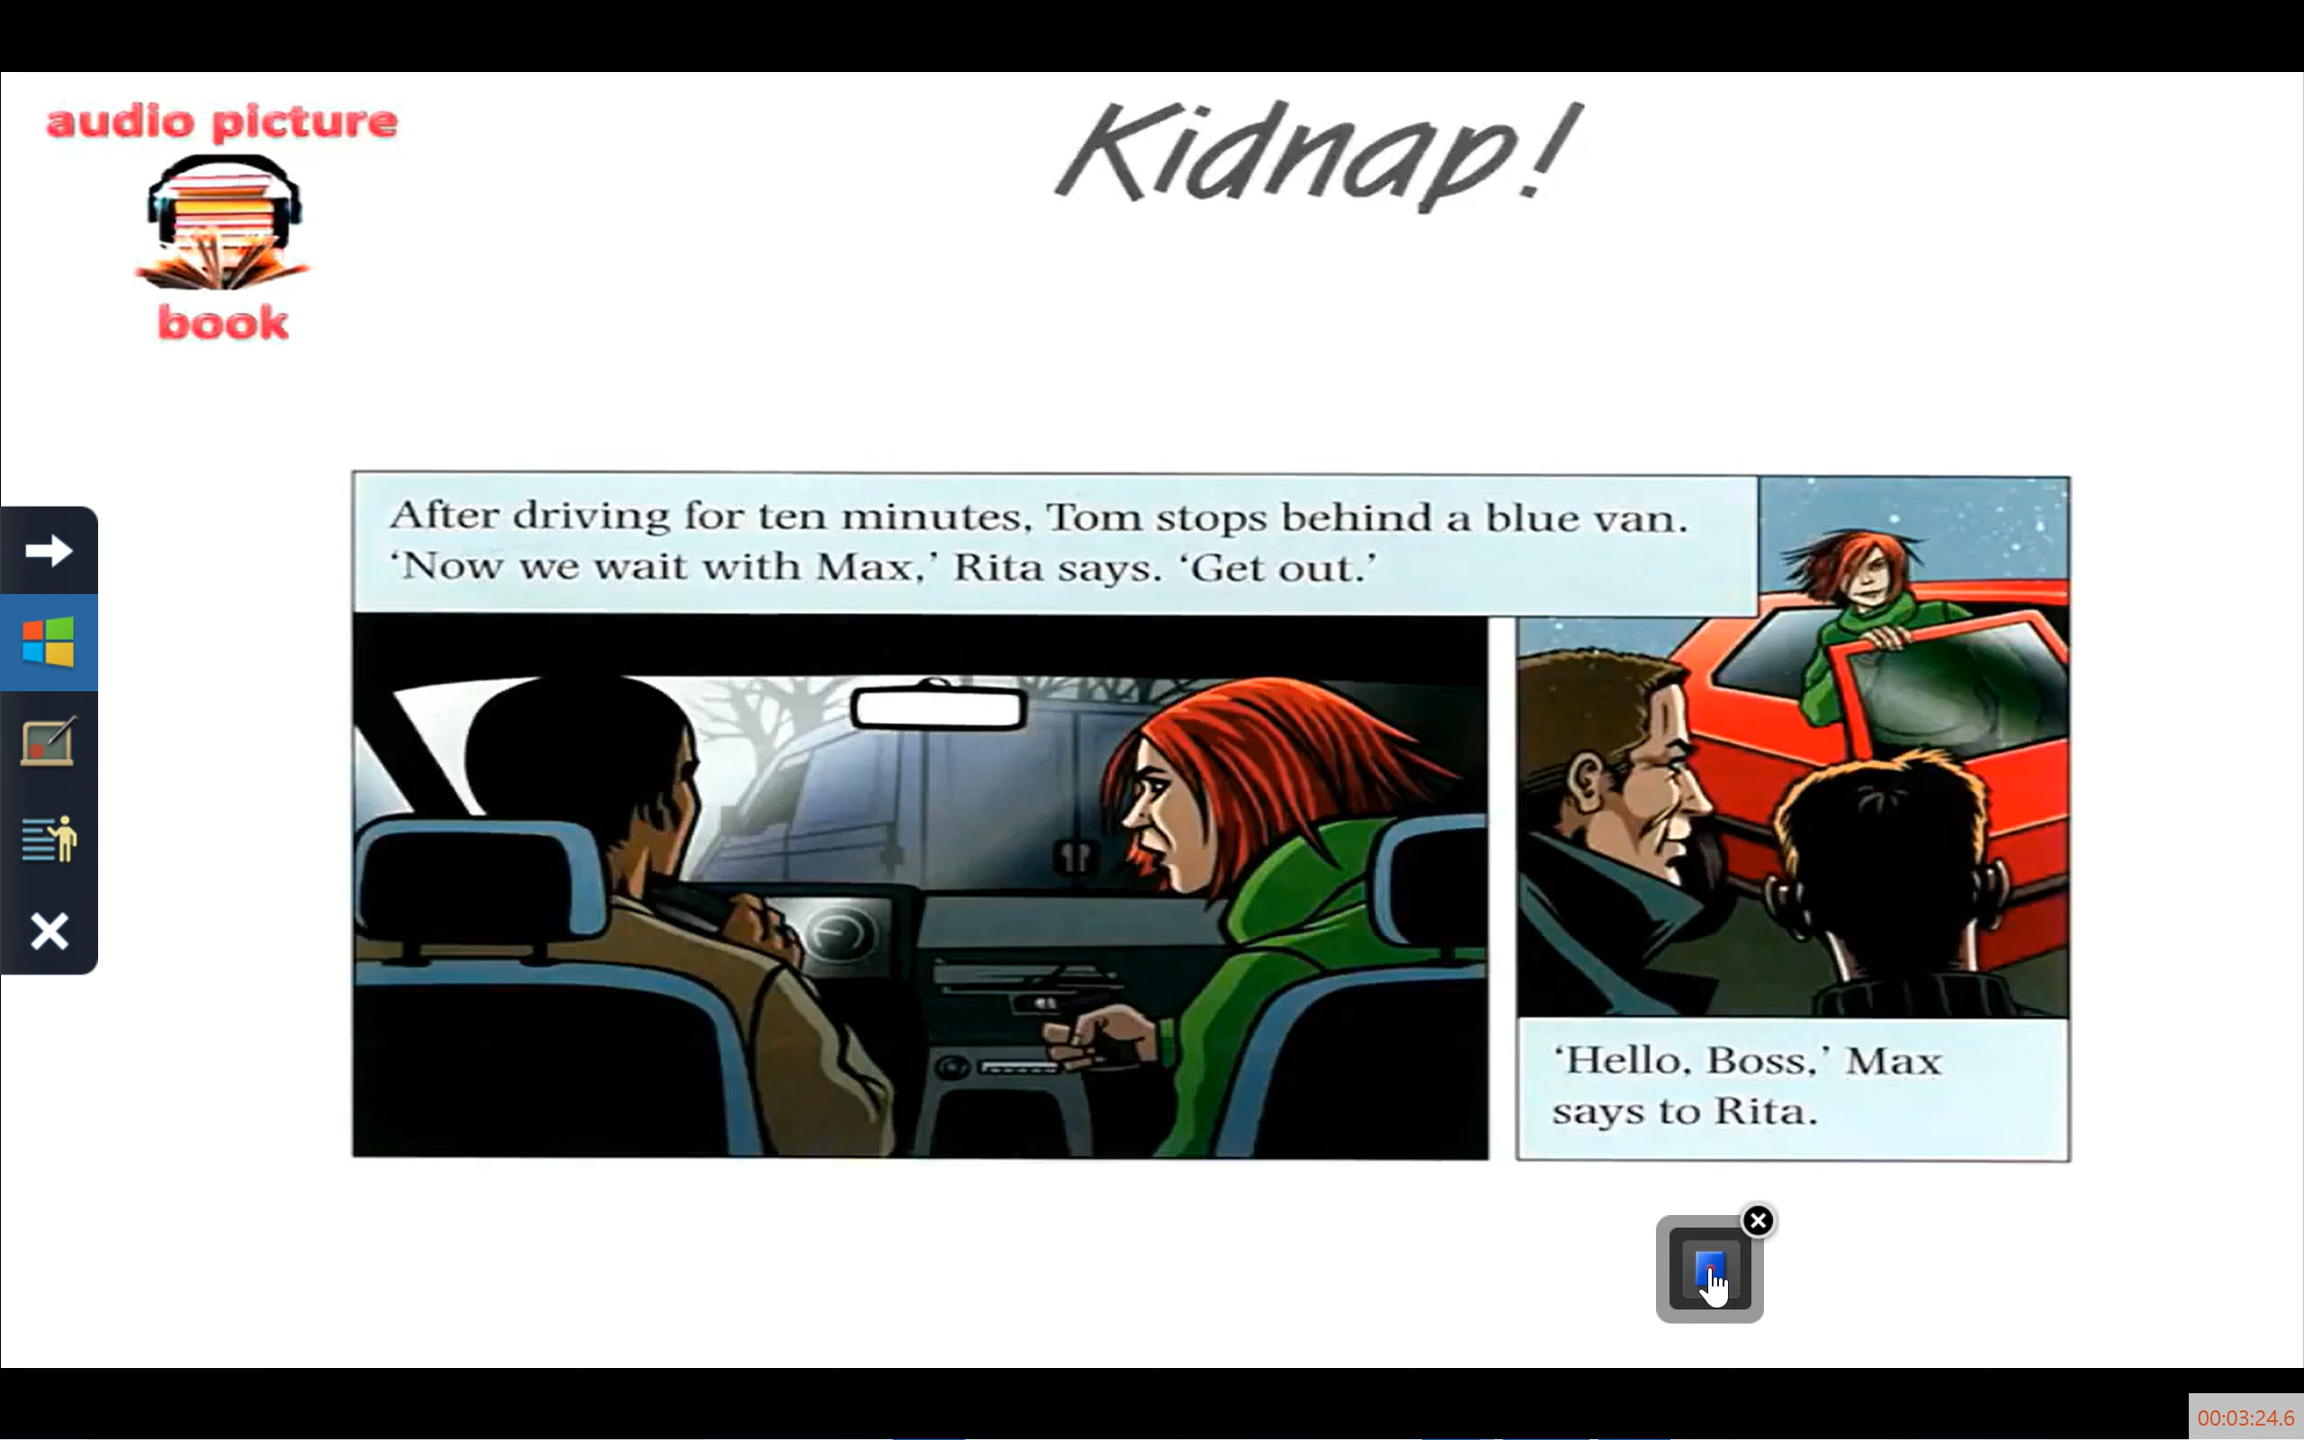 audio picture
book
Kidnap!
After driving for ten minutes, Tom stops behind a blue van.
‘Now we wait with Max,’ Rita says. ‘Get out.’
‘Hello, Boss,’ Max
says to Rita.
00:03:24.6